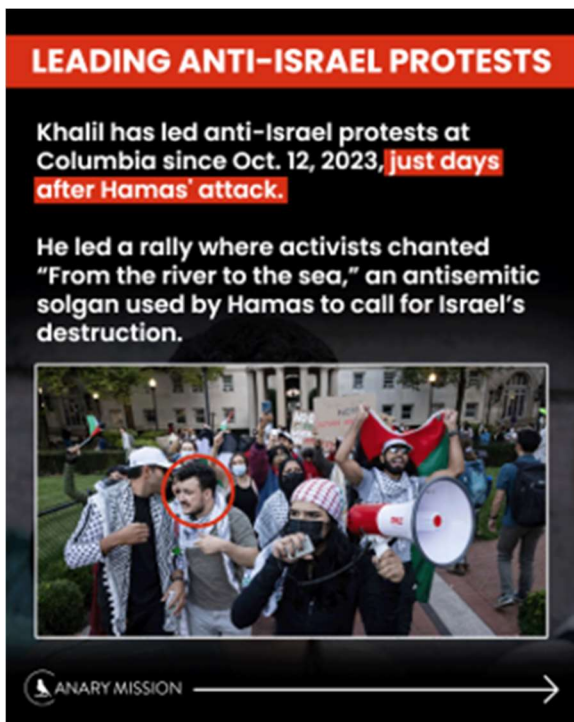 LEADING ANTI-ISRAEL PROTESTS
Khalil has led anti-Israel protests at
Columbia since Oct. 12, 2023, just days
after Hamas' attack.
He led a rally where activists chanted
"From the river to the sea," an antisemitic
solgan used by Hamas to call for Israel's
destruction.
CANARY MISSION